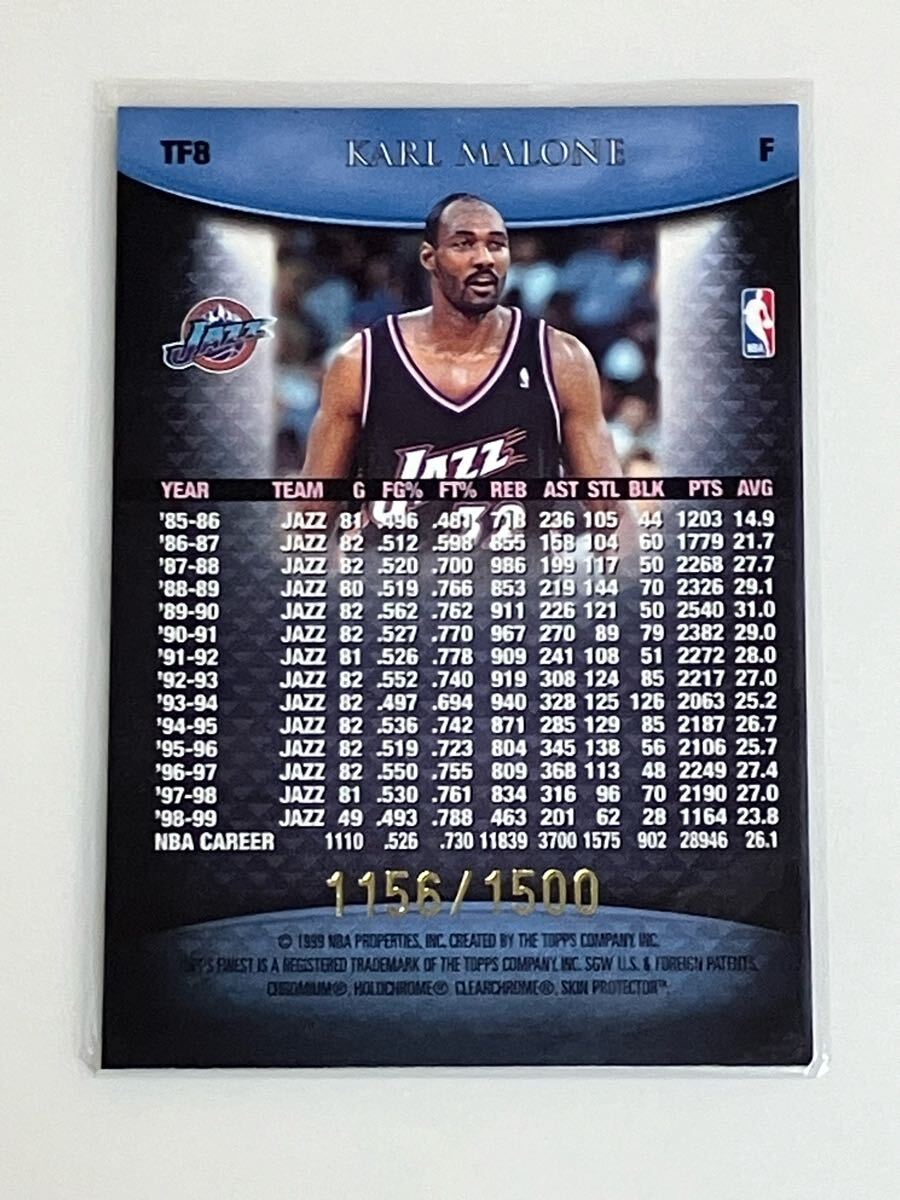 TF8 KARL MALONE F
JAZZ
NBA
JAZZ
32
YEAR TEAM G FG% FT% REB AST STL BLK PTS AVG
'85-86 JAZZ 81 .496 .481 718 236 105 44 1203 14.9
'86-87 JAZZ 82 .512 .598 855 158 104 60 1779 21.7
'87-88 JAZZ 82 .520 .700 986 199 117 50 2268 27.7
'88-89 JAZZ 80 .519 .766 853 219 144 70 2326 29.1
'89-90 JAZZ 82 .562 .762 911 226 121 50 2540 31.0
'90-91 JAZZ 82 .527 .770 967 270 89 79 2382 29.0
'91-92 JAZZ 81 .526 .778 909 241 108 51 2272 28.0
'92-93 JAZZ 82 .552 .740 919 308 124 85 2217 27.0
'93-94 JAZZ 82 .497 .694 940 328 125 126 2063 25.2
'94-95 JAZZ 82 .536 .742 871 285 129 85 2187 26.7
'95-96 JAZZ 82 .519 .723 804 345 138 56 2106 25.7
'96-97 JAZZ 82 .550 .755 809 368 113 48 2249 27.4
'97-98 JAZZ 81 .530 .761 834 316 96 70 2190 27.0
'98-99 JAZZ 49 .493 .788 463 201 62 28 1164 23.8
NBA CAREER 1110 .526 .730 11839 3700 1575 902 28946 26.1
1156/1500
© 1999 NBA PROPERTIES, INC. CREATED BY THE TOPPS COMPANY, INC.
TOPPS FINEST IS A REGISTERED TRADEMARK OF THE TOPPS COMPANY, INC. SGW U.S. & FOREIGN PATENTS.
CHROMIUM®, HOLOCHROME®, CLEARCHROME®, SKIN PROTECTOR™.